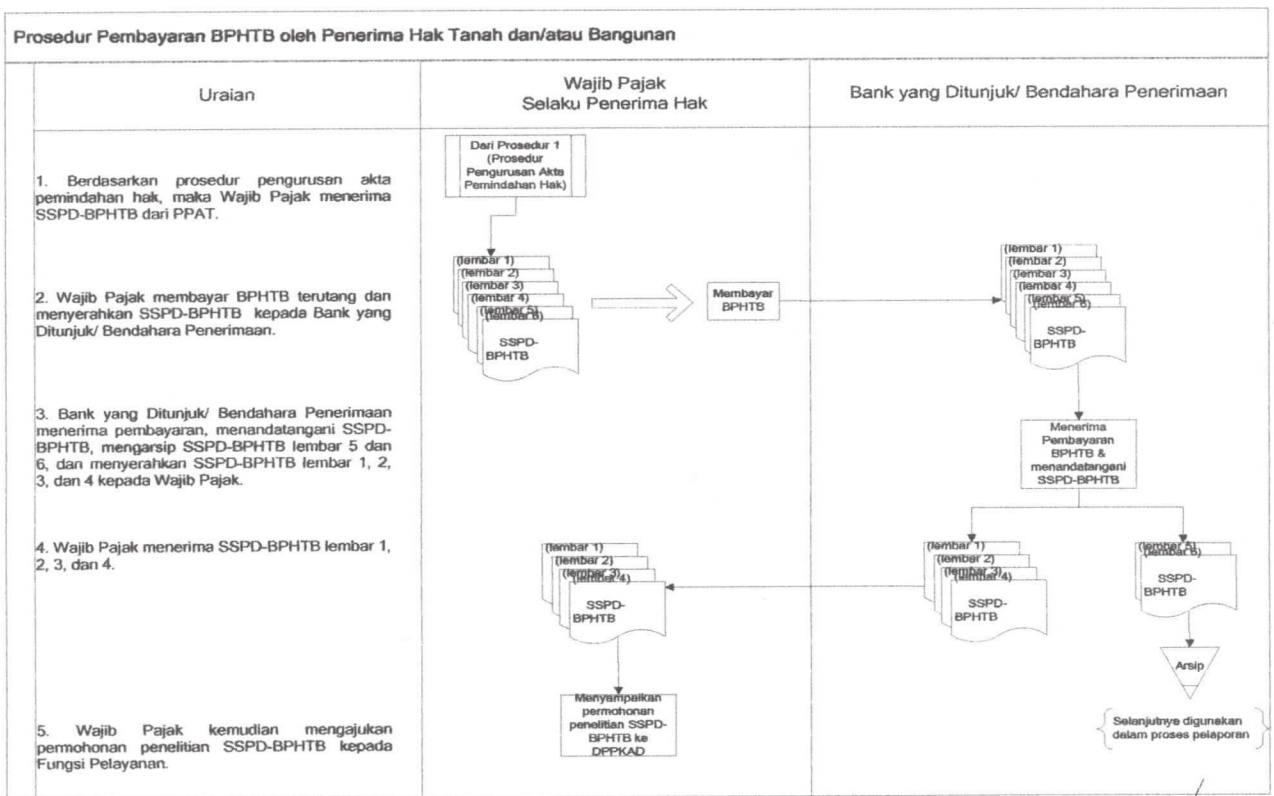 Prosedur Pembayaran BPHTB oleh Penerima Hak Tanah dan/atau Bangunan
Uraian
Wajib Pajak
Selaku Penerima Hak
Bank yang Ditunjuk/ Bendahara Penerimaan
1. Berdasarkan prosedur pengurusan akta
pemindahan hak, maka Wajib Pajak menerima
SSPD-BPHTB dari PPAT.
Dari Prosedur 1
(Prosedur
Pengurusan Akta
Pemindahan Hak)
2. Wajib Pajak membayar BPHTB terutang dan
menyerahkan SSPD-BPHTB kepada Bank yang
Ditunjuk/ Bendahara Penerimaan.
(lembar 1)
(lembar 2)
(lembar 3)
(lembar 4)
(lembar 5)
(lembar 6)
SSPD-
BPHTB
Membayar
BPHTB
(lembar 1)
(lembar 2)
(lembar 3)
(lembar 4)
(lembar 5)
(lembar 6)
SSPD-
BPHTB
3. Bank yang Ditunjuk/ Bendahara Penerimaan
menerima pembayaran, menandatangani SSPD-
BPHTB, mengarsip SSPD-BPHTB lembar 5 dan
6, dan menyerahkan SSPD-BPHTB lembar 1, 2,
3, dan 4 kepada Wajib Pajak.
Menerima
Pembayaran
BPHTB &
menandatangani
SSPD-BPHTB
4. Wajib Pajak menerima SSPD-BPHTB lembar 1,
2, 3, dan 4.
(lembar 1)
(lembar 2)
(lembar 3)
(lembar 4)
SSPD-
BPHTB
(lembar 1)
(lembar 2)
(lembar 3)
(lembar 4)
SSPD-
BPHTB
(lembar 5)
(lembar 6)
SSPD-
BPHTB
Arsip
5. Wajib Pajak kemudian mengajukan
permohonan penelitian SSPD-BPHTB kepada
Fungsi Pelayanan.
Menyampaikan
permohonan
penelitian SSPD-
BPHTB ke
DPPKAD
Selanjutnya digunakan
dalam proses pelaporan